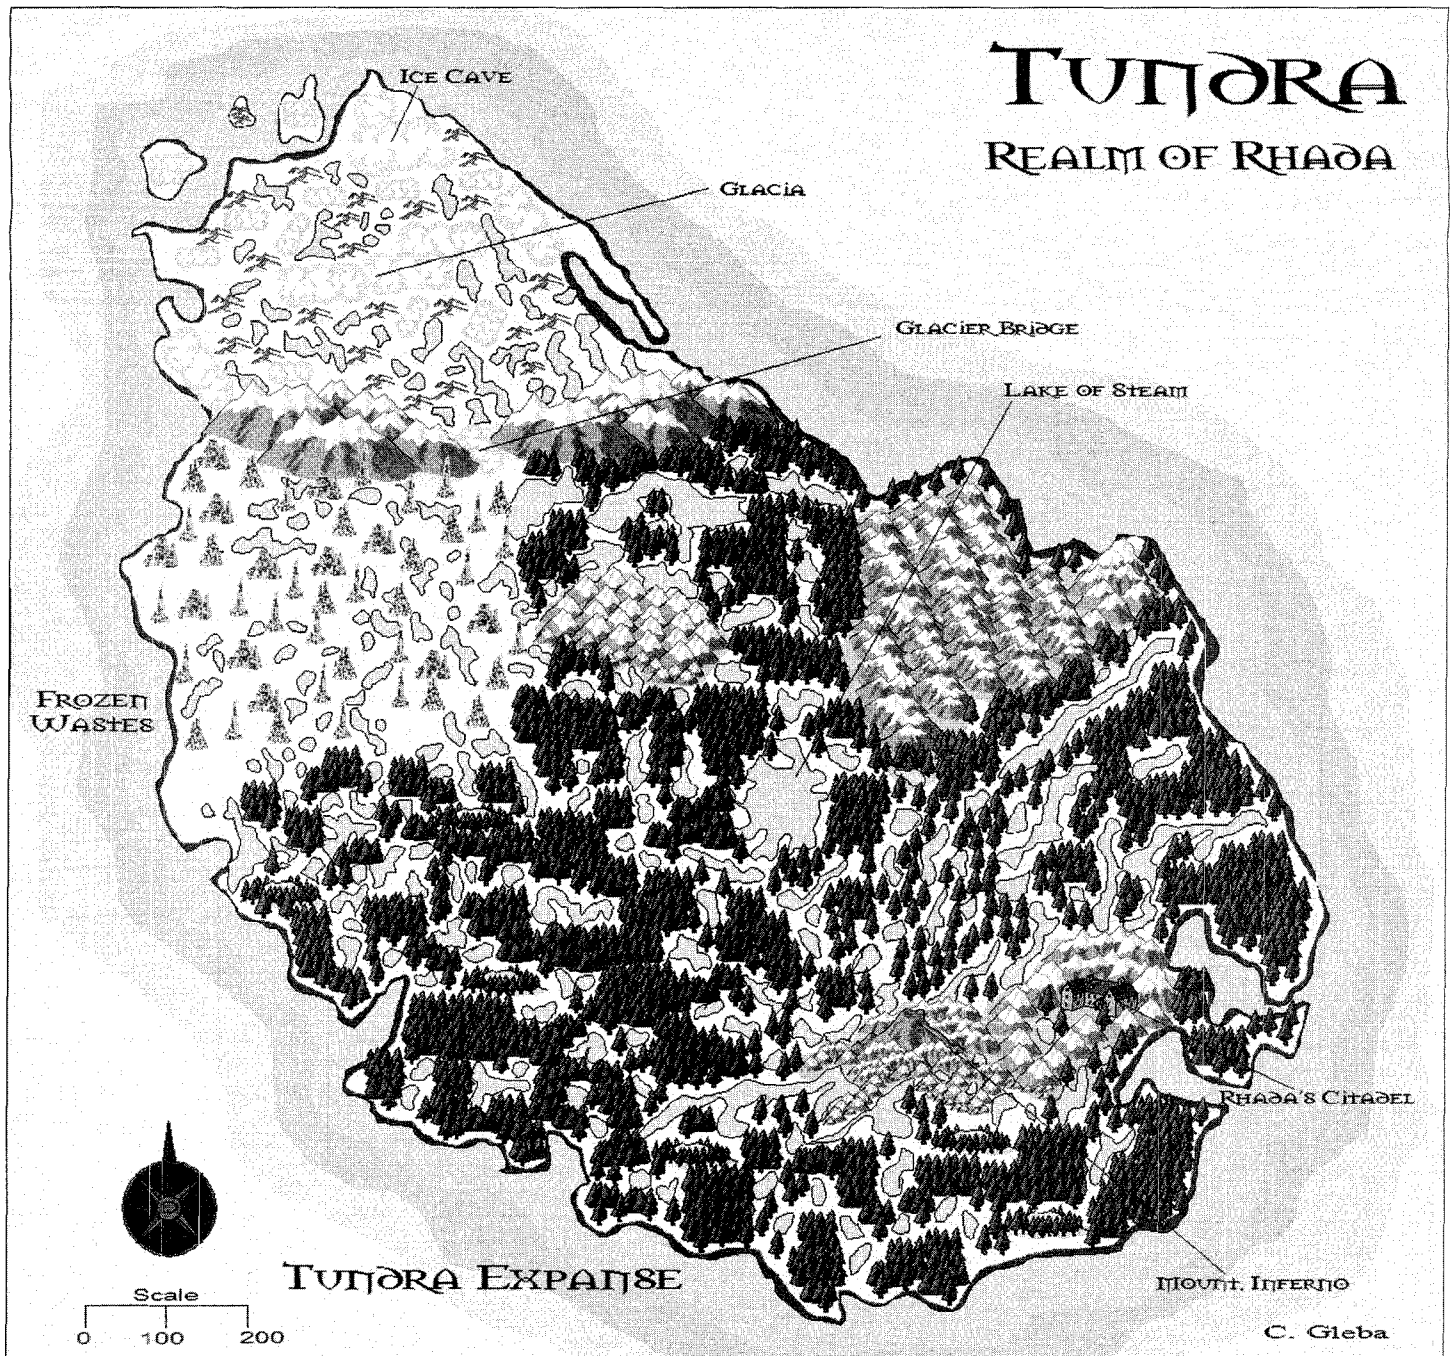 TUNDRA
REALM OF RHADA
ICE CAVE
GLACIA
GLACIER BRIDGE
LAKE OF STEAM
FROZEN
WASTES
RHADA'S CITADEL
TUNDRA EXPANSE
MOUNT. INFERNO
Scale
0 100 200
C. Gleba